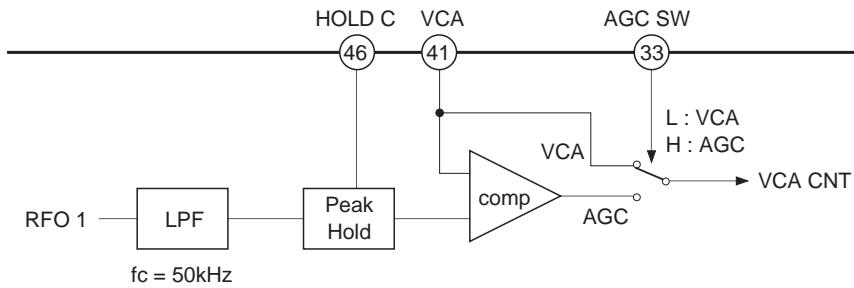 HOLD C
VCA
AGC SW
46
41
33
L : VCA
H : AGC
VCA
VCA CNT
comp
AGC
RFO 1
LPF
Peak
Hold
fc = 50kHz